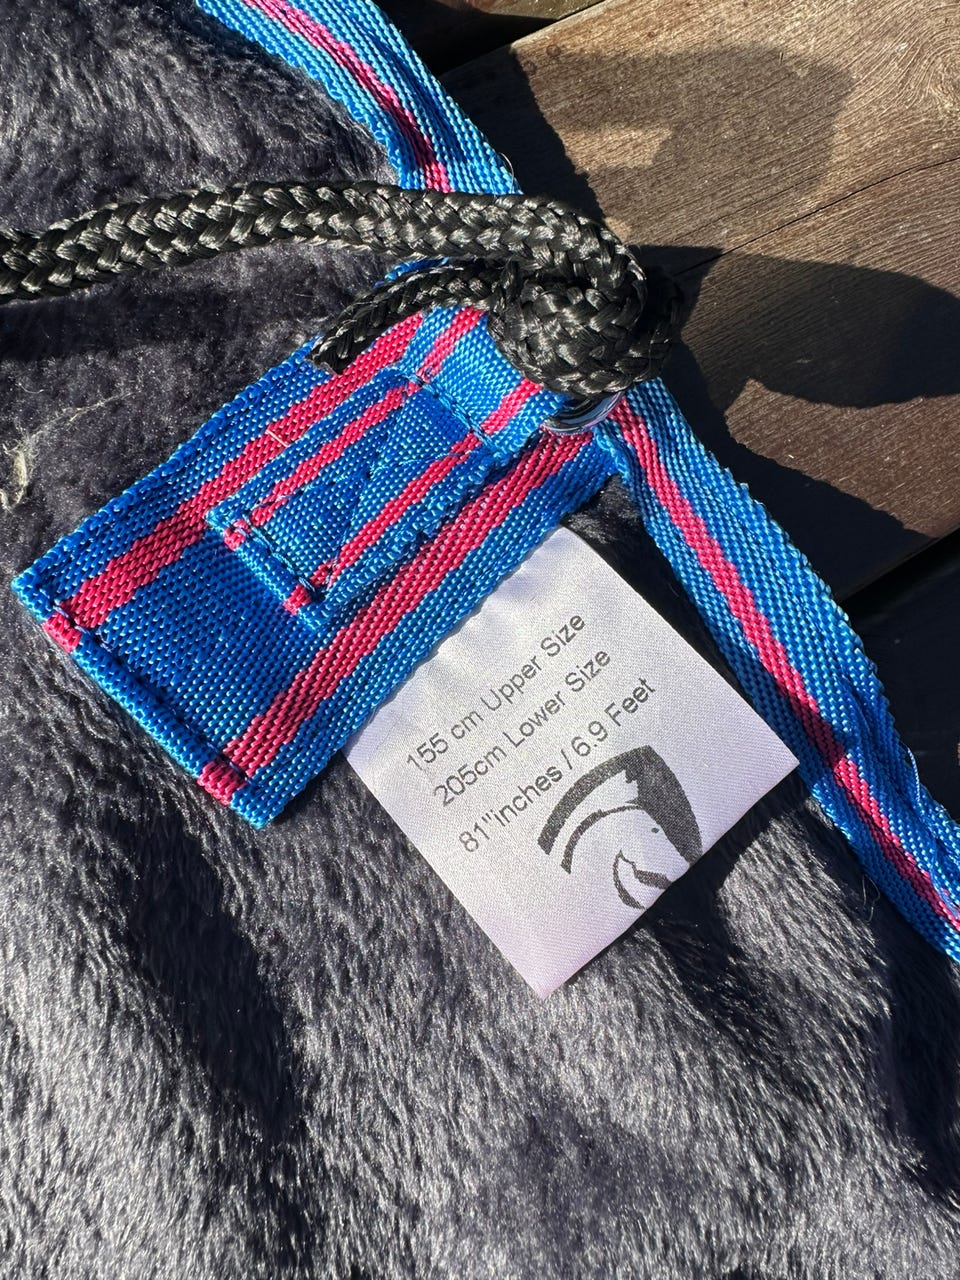 155 cm Upper Size
205cm Lower Size
81"inches / 6.9 Feet